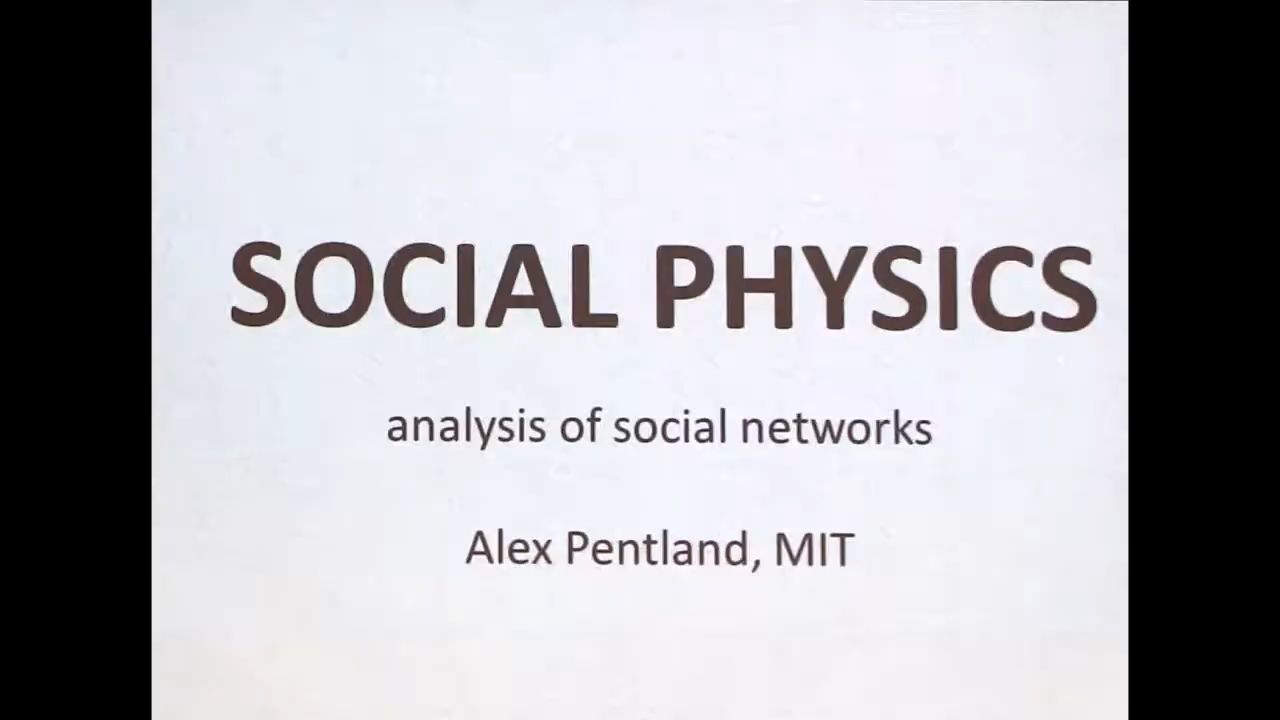 SOCIAL PHYSICS
analysis of social networks
Alex Pentland, MIT